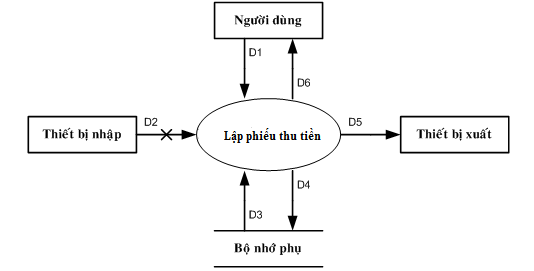 Người dùng
D1
D6
Thiết bị nhập
D2
Lập phiếu thu tiền
D5
Thiết bị xuất
D3
D4
Bộ nhớ phụ